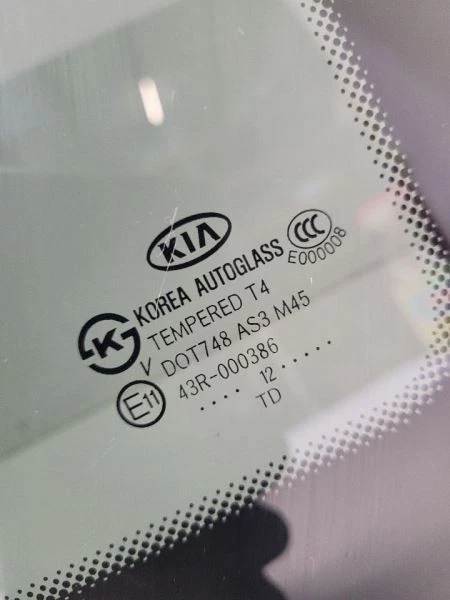 KIA
CCC
E000008
KOREA AUTOGLASS
K
TEMPERED T4
V DOT748 AS3 M45
E11
43R-000386
.... 12 .....
TD